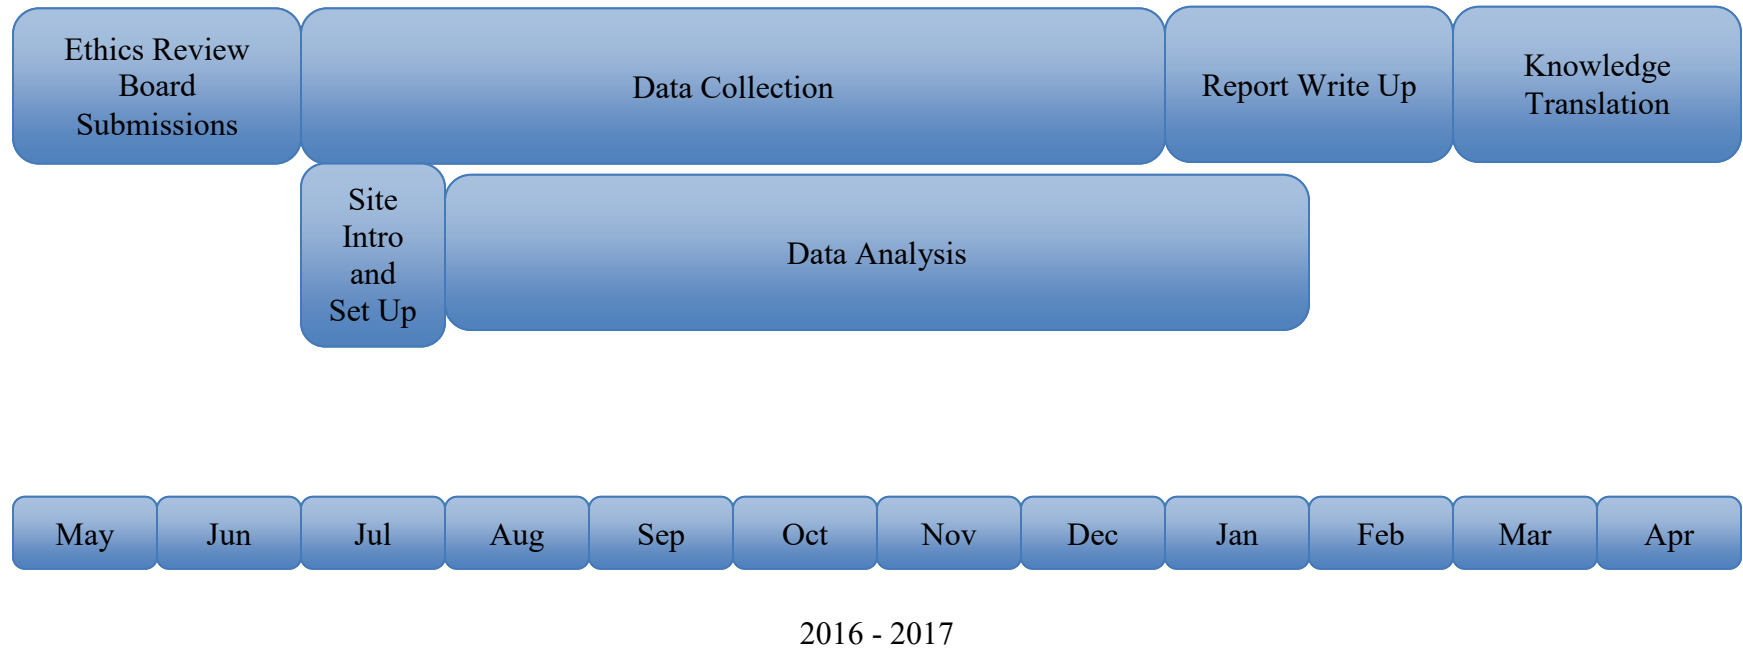 Ethics Review
Board
Submissions
Data Collection
Report Write Up
Knowledge
Translation
Site
Intro
and
Set Up
Data Analysis
May
Jun
Jul
Aug
Sep
Oct
Nov
Dec
Jan
Feb
Mar
Apr
2016 - 2017